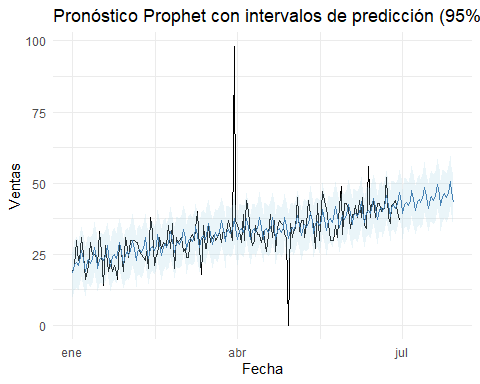 Pronóstico Prophet con intervalos de predicción (95%
100
75
Ventas
50
25
0
ene
abr
jul
Fecha